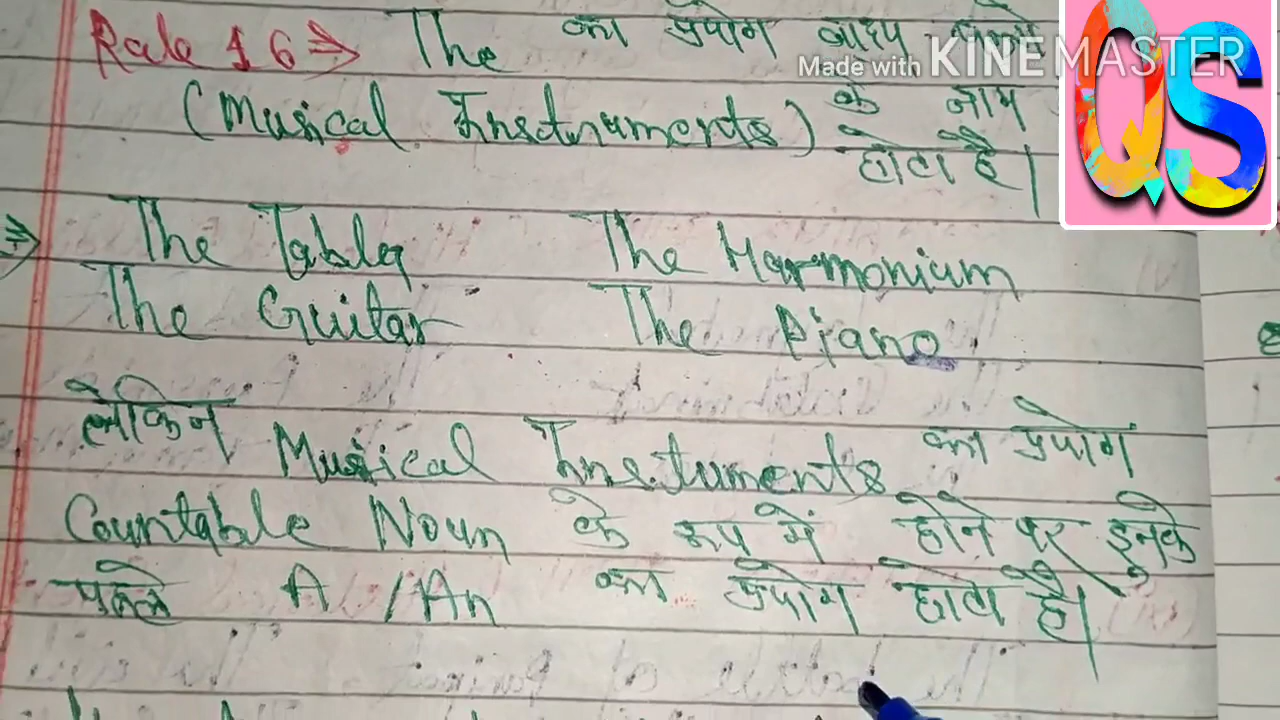 Rule 16 ⇒ The का प्रयोग वाद्य
Made with KINEMASTER
QS
(Musical Instruments) के नाम
होता है।
⇒ The Tabla The Harmonium
The Guitar The Piano
लेकिन Musical Instuments का प्रयोग
Countable Noun के रूप में होने पर इनके
पहले A/An का प्रयोग होता है।